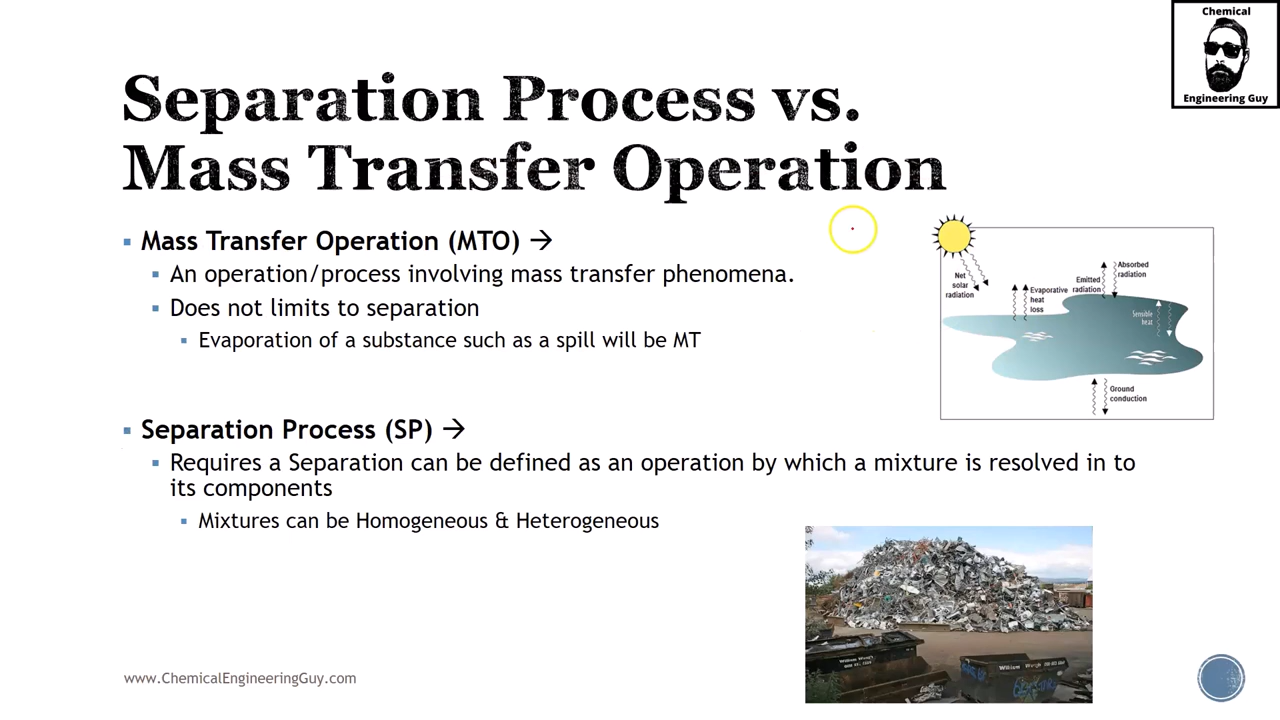 Chemical
Engineering Guy
Separation Process vs.
Mass Transfer Operation
▪ Mass Transfer Operation (MTO) →
▪ An operation/process involving mass transfer phenomena.
▪ Does not limits to separation
▪ Evaporation of a substance such as a spill will be MT
Net
solar
radiation
Evaporative
heat
loss
Emitted
radiation
Absorbed
radiation
Sensible
heat
Ground
conduction
▪ Separation Process (SP) →
▪ Requires a Separation can be defined as an operation by which a mixture is resolved in to
its components
▪ Mixtures can be Homogeneous & Heterogeneous
William Waugh
William Waugh
www.ChemicalEngineeringGuy.com